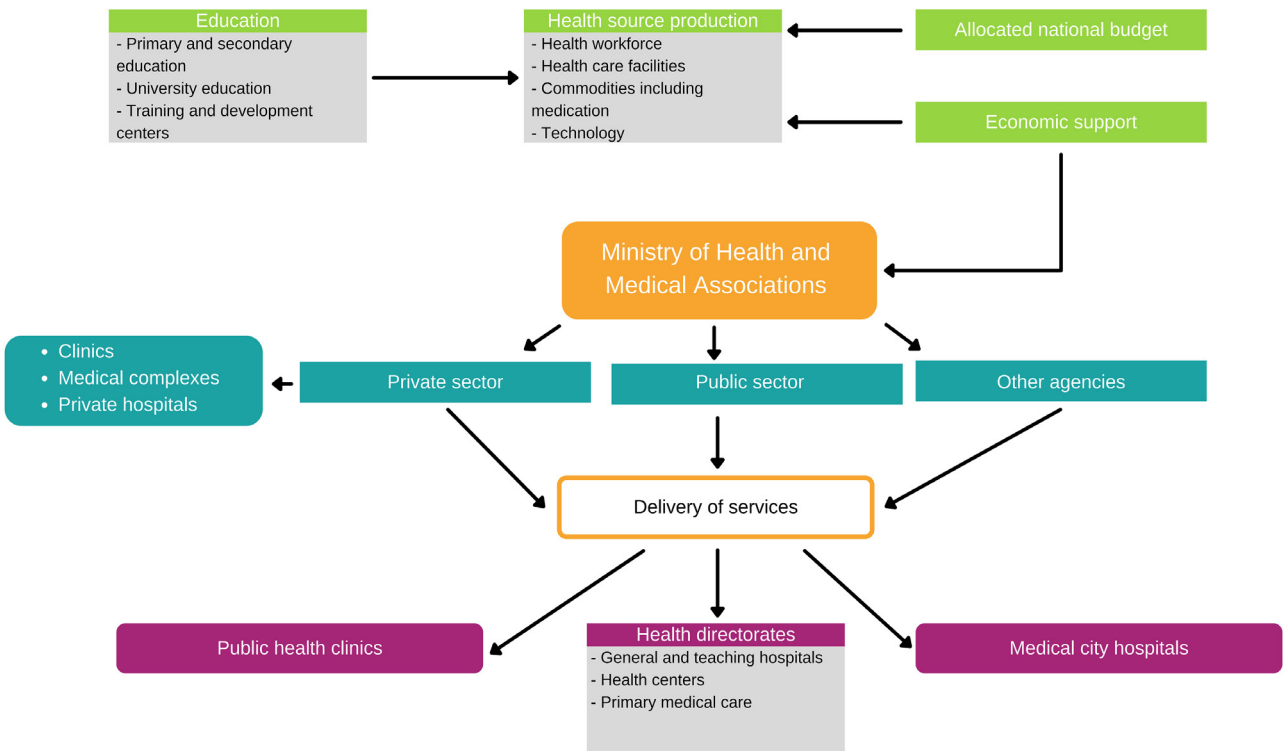 Education
- Primary and secondary
education
- University education
- Training and development
centers
Health source production
- Health workforce
- Health care facilities
- Commodities including
medication
- Technology
Allocated national budget
Economic support
Ministry of Health and
Medical Associations
• Clinics
• Medical complexes
• Private hospitals
Private sector
Public sector
Other agencies
Delivery of services
Public health clinics
Health directorates
- General and teaching hospitals
- Health centers
- Primary medical care
Medical city hospitals